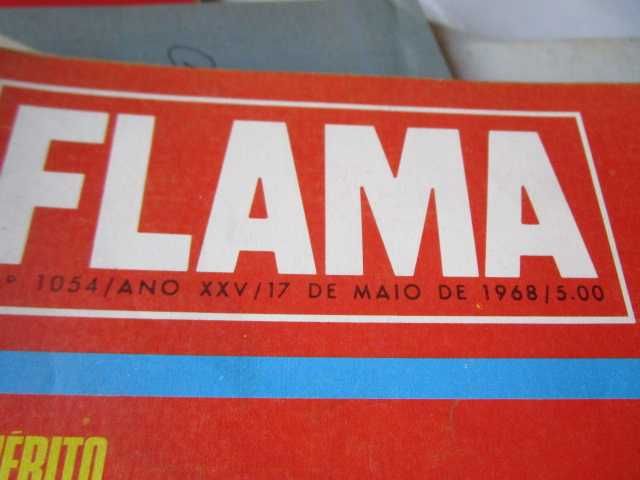 FLAMA
º 1054/ANO XXV/17 DE MAIO DE 1968/5.00